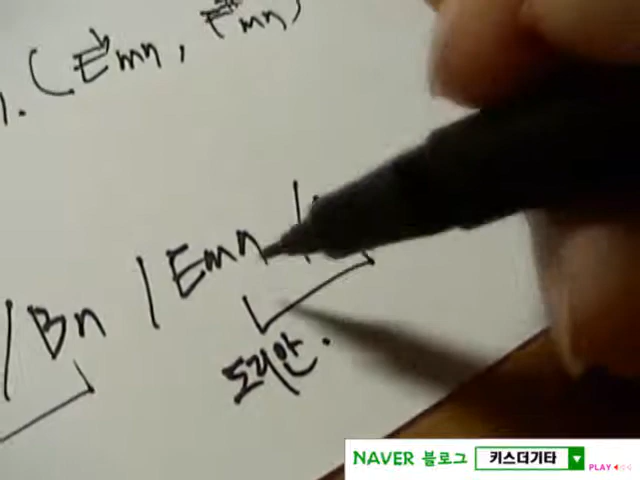 1. (Emn, Fmn)
/ Bn | Emn |
도리안.
NAVER 블로그 키스더기타
PLAY